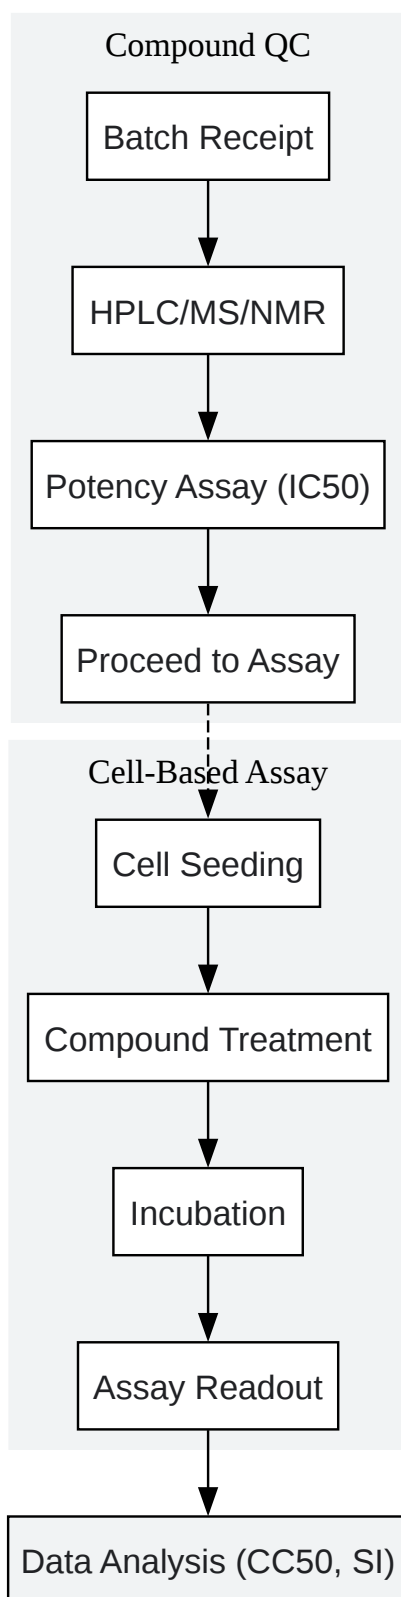 Compound QC
Batch Receipt
HPLC/MS/NMR
Potency Assay (IC50)
Proceed to Assay
Cell-Based Assay
Cell Seeding
Compound Treatment
Incubation
Assay Readout
Data Analysis (CC50, SI)